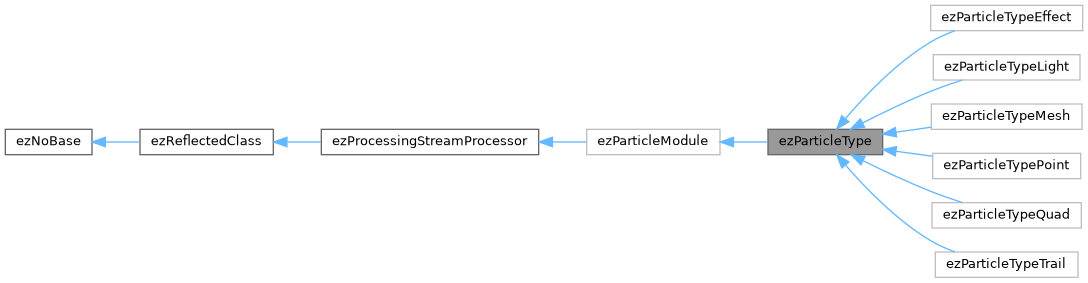 ezNoBase
ezReflectedClass
ezProcessingStreamProcessor
ezParticleModule
ezParticleType
ezParticleTypeEffect
ezParticleTypeLight
ezParticleTypeMesh
ezParticleTypePoint
ezParticleTypeQuad
ezParticleTypeTrail